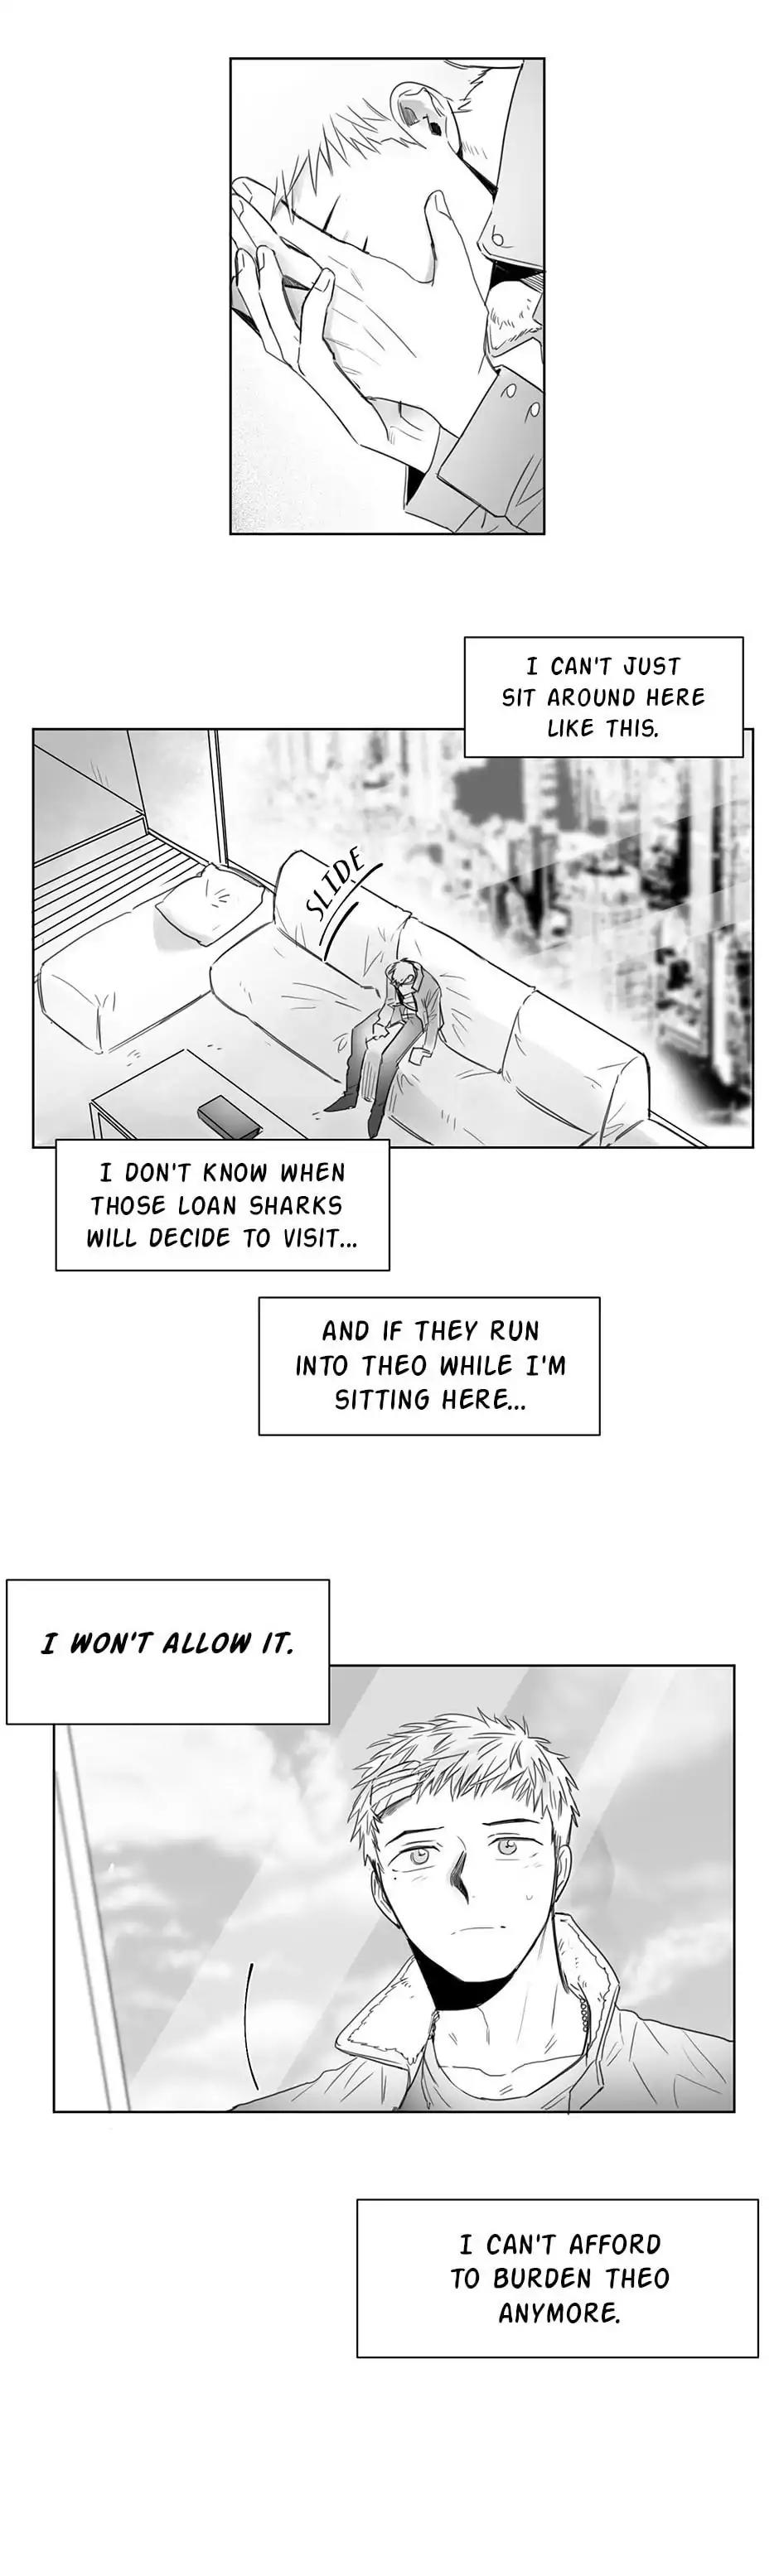 I CAN'T JUST
SIT AROUND HERE
LIKE THIS.
SLIDE
I DON'T KNOW WHEN
THOSE LOAN SHARKS
WILL DECIDE TO VISIT...
AND IF THEY RUN
INTO THEO WHILE I'M
SITTING HERE...
I WON'T ALLOW IT.
I CAN'T AFFORD
TO BURDEN THEO
ANYMORE.